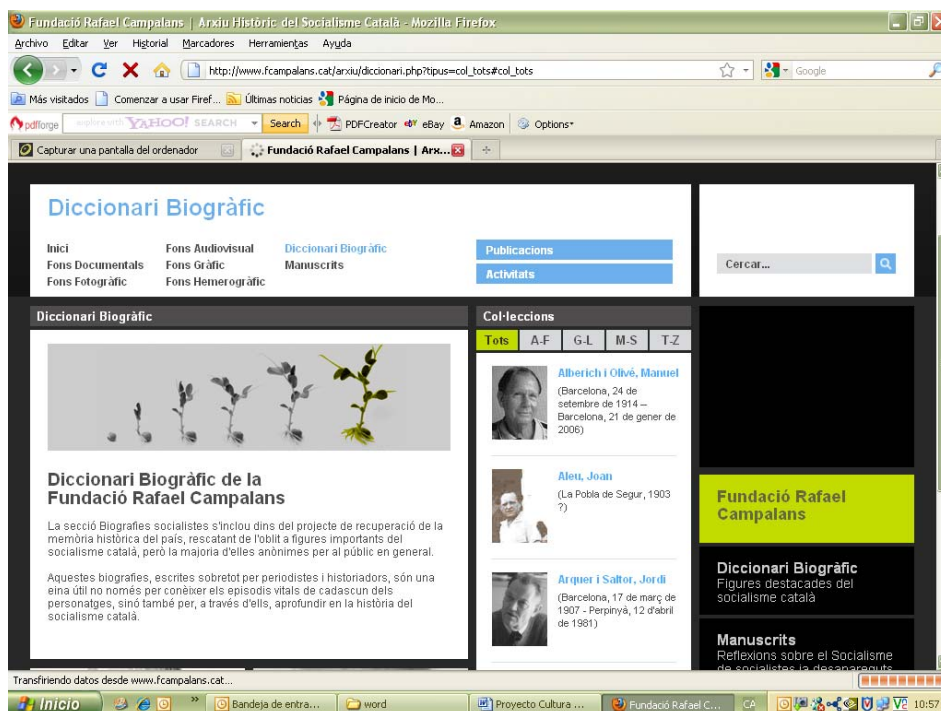 Fundació Rafael Campalans | Arxiu Històric del Socialisme Català - Mozilla Firefox
Archivo Editar Ver Historial Marcadores Herramientas Ayuda
http://www.fcampalans.cat/arxiu/diccionari.php?tipus=col_tots#col_tots
Google
Más visitados Comenzar a usar Firef... Últimas noticias Página de inicio de Mo...
pdfforge explore with YAHOO! SEARCH Search PDFCreator eBay Amazon Options
Capturar una pantalla del ordenador
Fundació Rafael Campalans | Arx...
Diccionari Biogràfic
Inici
Fons Documentals
Fons Fotogràfic
Fons Audiovisual
Fons Gràfic
Fons Hemerogràfic
Diccionari Biogràfic
Manuscrits
Publicacions
Activitats
Cercar...
Diccionari Biogràfic
Diccionari Biogràfic de la
Fundació Rafael Campalans
La secció Biografies socialistes s'inclou dins del projecte de recuperació de la
memòria històrica del país, rescatant de l'oblit a figures importants del
socialisme català, però la majoria d'elles anònimes per al públic en general.
Aquestes biografies, escrites sobretot per periodistes i historiadors, són una
eina útil no només per conèixer els episodis vitals de cadascun dels
personatges, sinó també per, a través d'ells, aprofundir en la història del
socialisme català.
Col·leccions
Tots A-F G-L M-S T-Z
Alberich i Olivé, Manuel
(Barcelona, 24 de
setembre de 1914 –
Barcelona, 21 de gener de
2006)
Aleu, Joan
(La Pobla de Segur, 1903
?)
Arquer i Saltor, Jordi
(Barcelona, 17 de març de
1907 - Perpinyà, 12 d'abril
de 1981)
Fundació Rafael
Campalans
Diccionari Biogràfic
Figures destacades del
socialisme català
Manuscrits
Reflexions sobre el Socialisme
de socialistes ja desapareguts
Transfiriendo datos desde www.fcampalans.cat...
Inicio
Bandeja de entra...
word
Proyecto Cultura ...
Fundació Rafael C...
CA
10:57